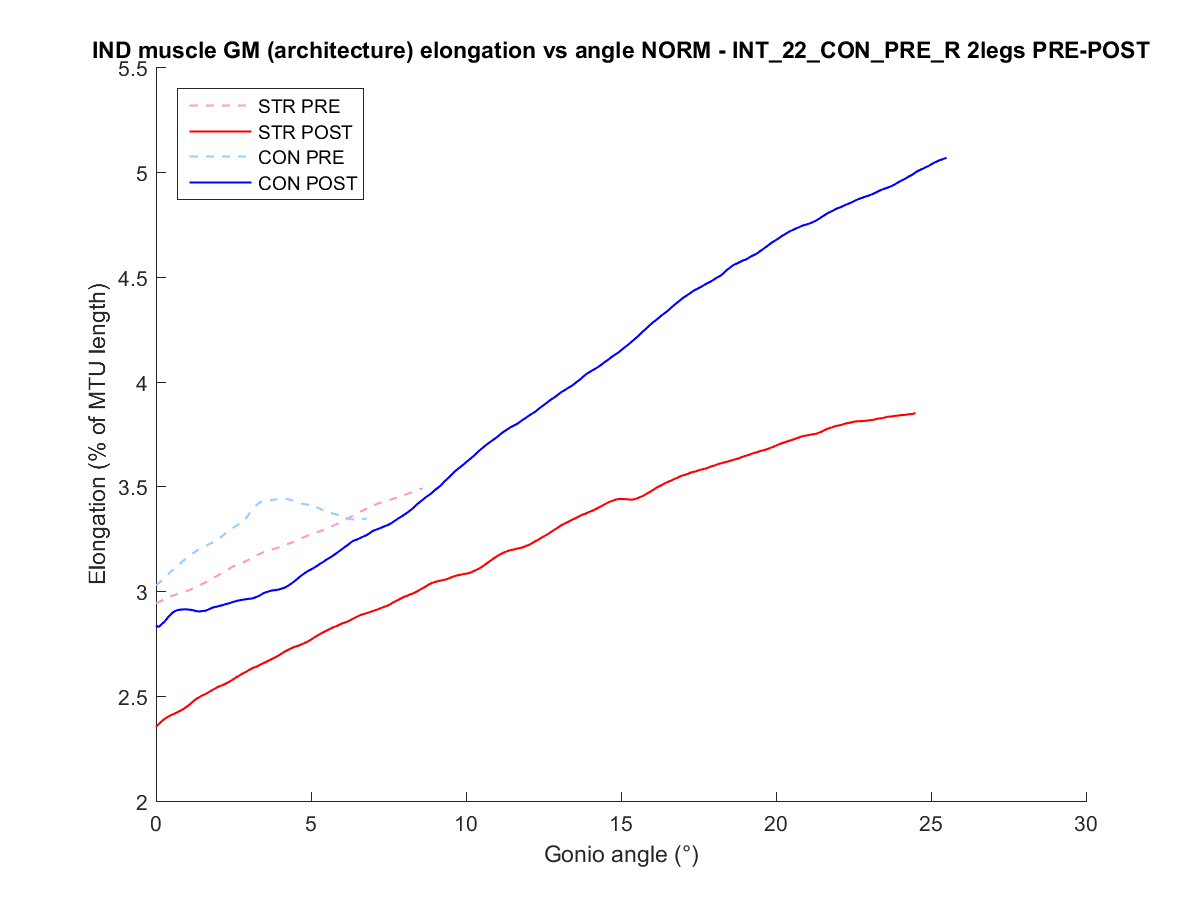 IND muscle GM (architecture) elongation vs angle NORM - INT_22_CON_PRE_R 2legs PRE-POST
5.5
STR PRE
STR POST
CON PRE
CON POST
5
4.5
4
3.5
3
2.5
2
Elongation (% of MTU length)
0 5 10 15 20 25 30
Gonio angle (°)